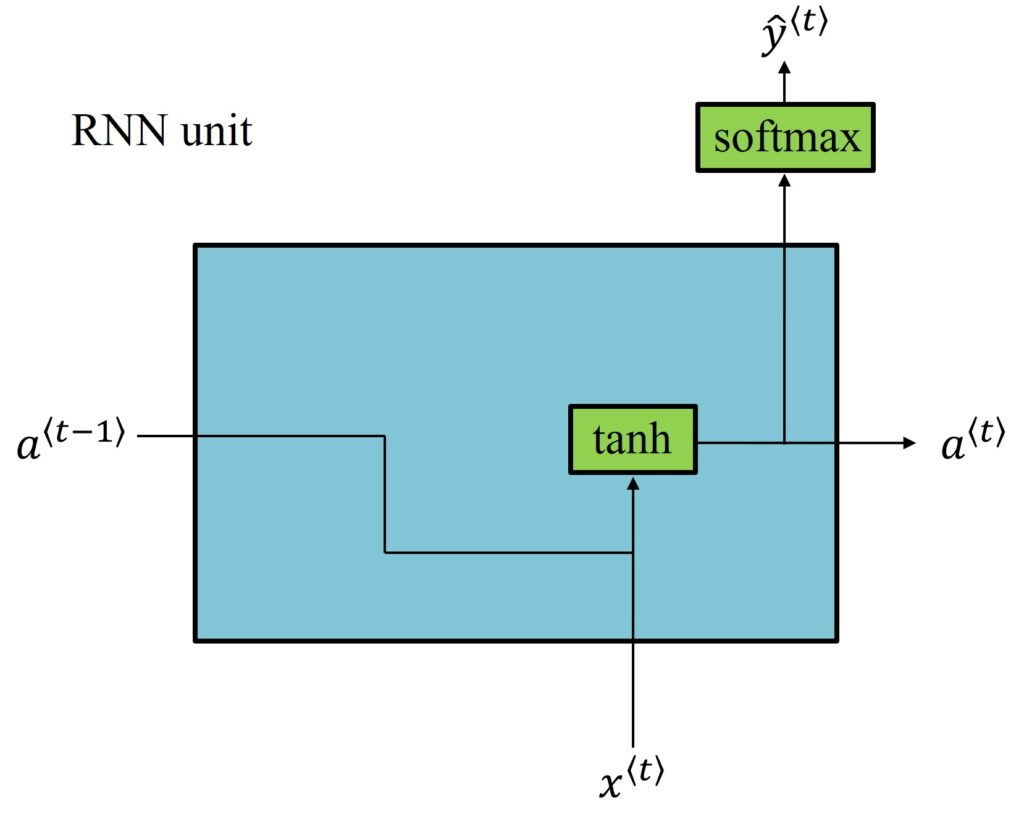 ŷ⟨t⟩
RNN unit
softmax
a⟨t−1⟩
tanh
a⟨t⟩
x⟨t⟩